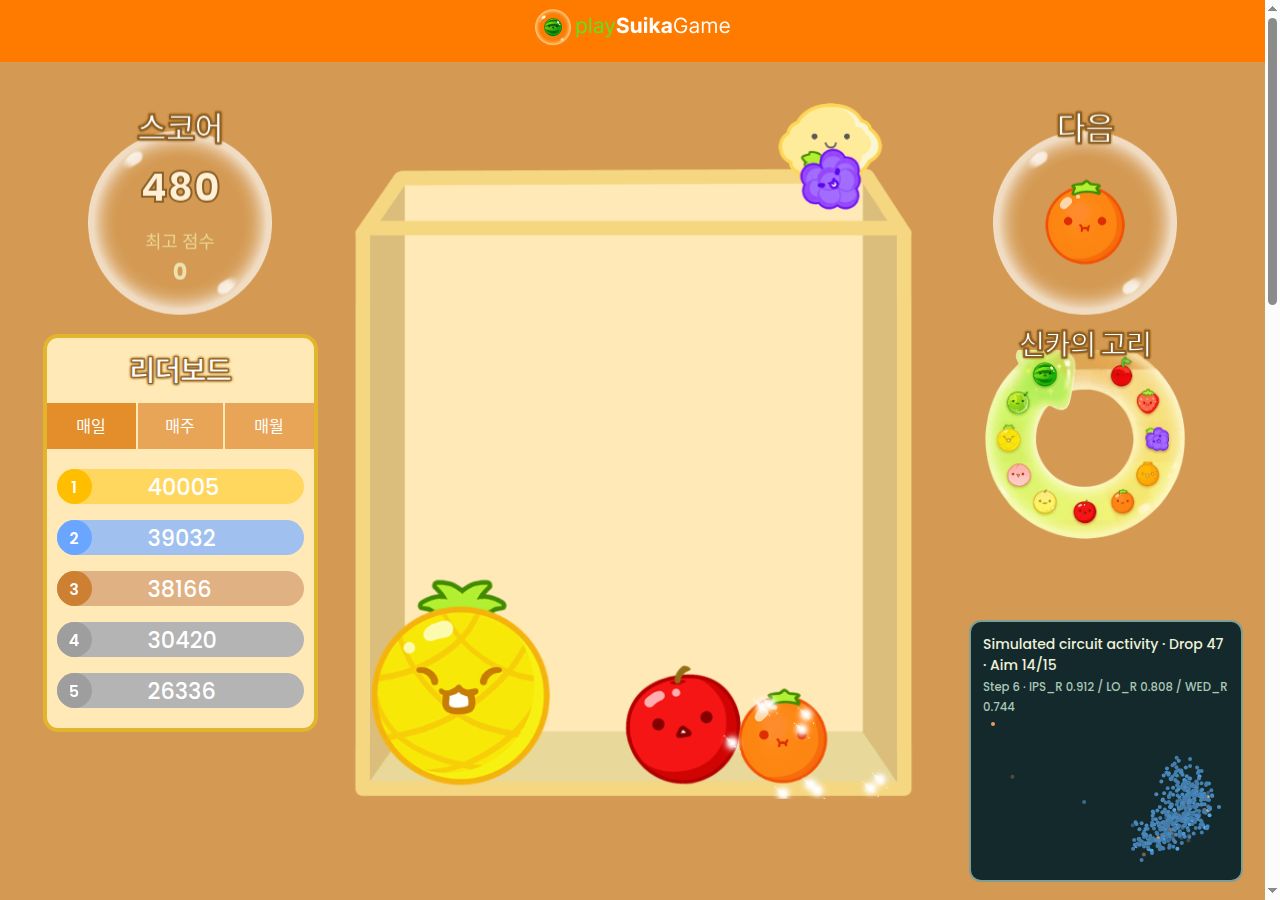 playSuikaGame
스코어
480
최고 점수
0
리더보드
매일 매주 매월
1 40005
2 39032
3 38166
4 30420
5 26336
다음
신카의 고리
Simulated circuit activity · Drop 47
· Aim 14/15
Step 6 · IPS_R 0.912 / LO_R 0.808 / WED_R
0.744